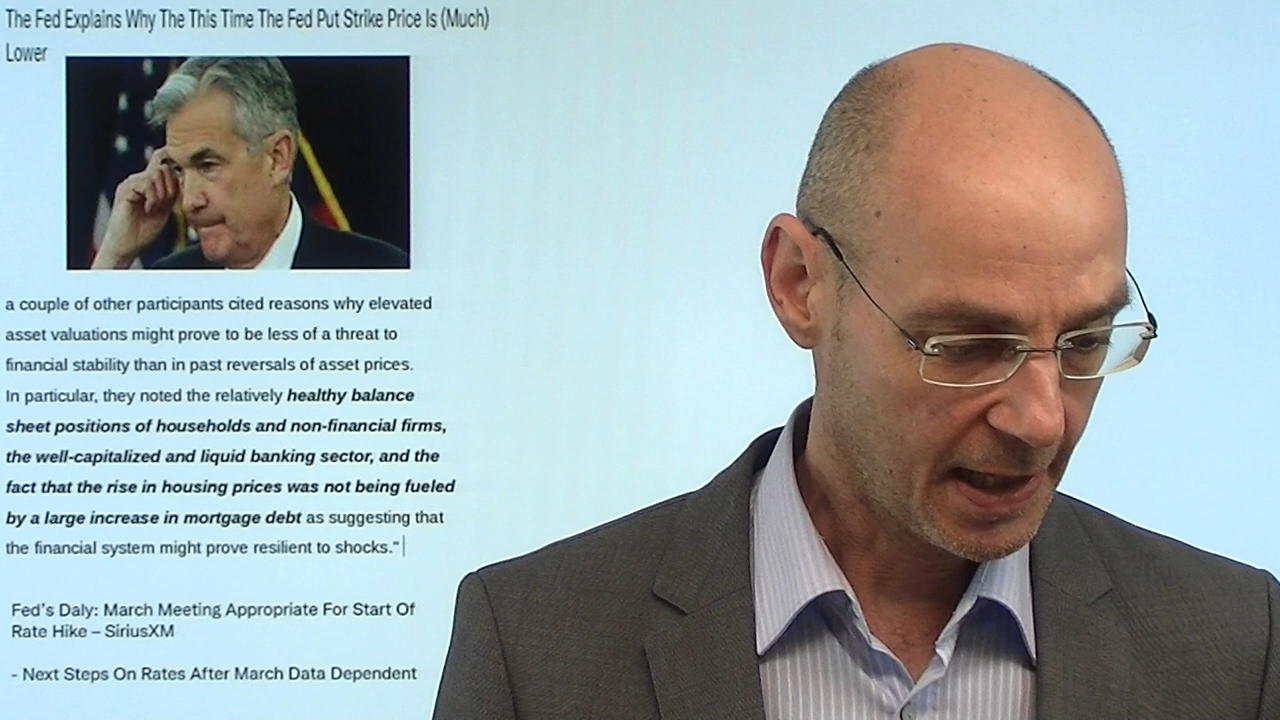 The Fed Explains Why The This Time The Fed Put Strike Price Is (Much)
Lower
a couple of other participants cited reasons why elevated
asset valuations might prove to be less of a threat to
financial stability than in past reversals of asset prices.
In particular, they noted the relatively healthy balance
sheet positions of households and non-financial firms,
the well-capitalized and liquid banking sector, and the
fact that the rise in housing prices was not being fueled
by a large increase in mortgage debt as suggesting that
the financial system might prove resilient to shocks."
Fed's Daly: March Meeting Appropriate For Start Of
Rate Hike – SiriusXM
- Next Steps On Rates After March Data Dependent